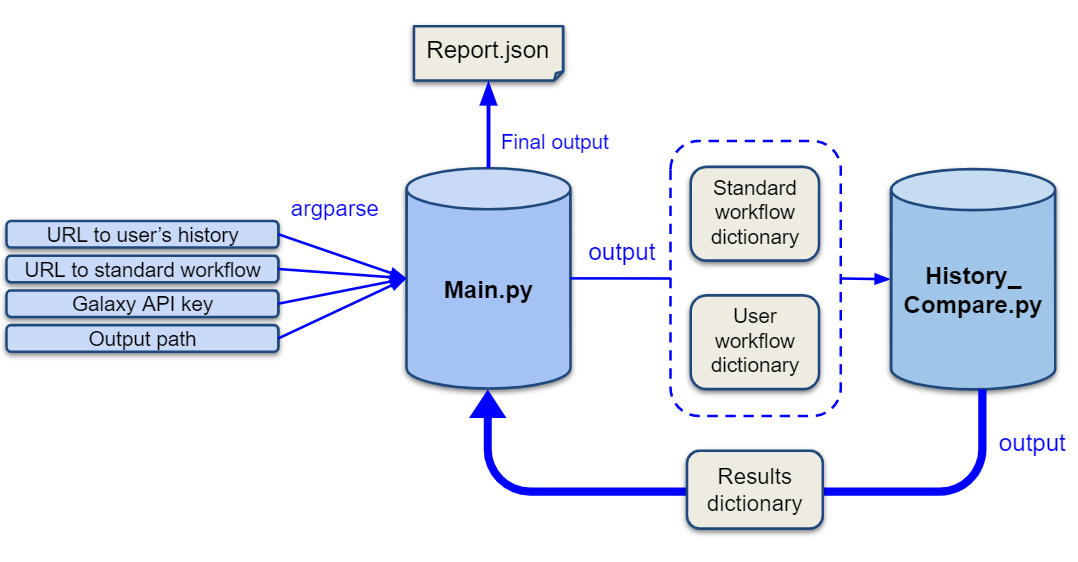 Report.json
Final output
argparse
URL to user’s history
URL to standard workflow
Galaxy API key
Output path
Main.py
output
Standard
workflow
dictionary
User
workflow
dictionary
History_
Compare.py
output
Results
dictionary